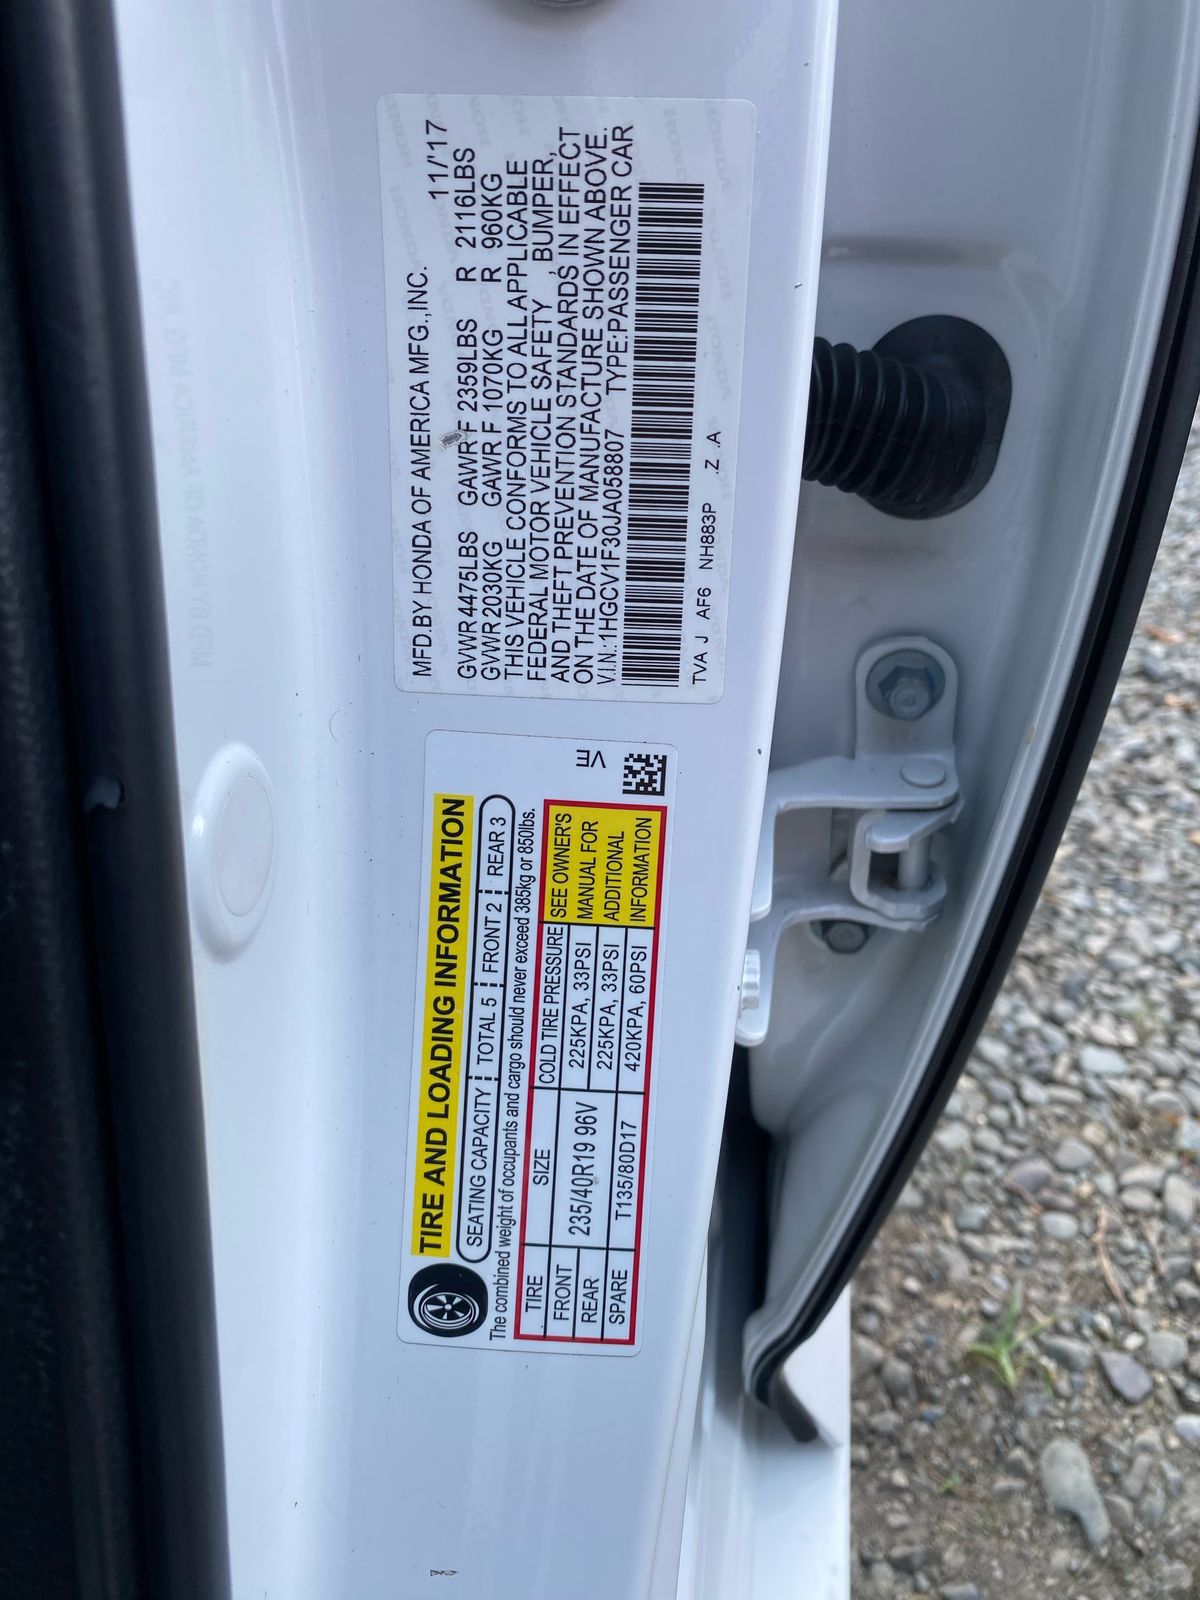 MFD.BY HONDA OF AMERICA MFG.,INC. 11/'17
GVWR 4475LBS GAWR F 2359LBS R 2116LBS
GVWR 2030KG GAWR F 1070KG R 960KG
THIS VEHICLE CONFORMS TO ALL APPLICABLE
FEDERAL MOTOR VEHICLE SAFETY , BUMPER,
AND THEFT PREVENTION STANDARDS IN EFFECT
ON THE DATE OF MANUFACTURE SHOWN ABOVE.
V.I.N.:1HGCV1F30JA058807 TYPE:PASSENGER CAR
TVA J AF6 NH883P .Z .A
TIRE AND LOADING INFORMATION
SEATING CAPACITY TOTAL 5 FRONT 2 REAR 3
The combined weight of occupants and cargo should never exceed 385kg or 850lbs.
TIRE SIZE COLD TIRE PRESSURE
FRONT 235/40R19 96V 225KPA, 33PSI
REAR 225KPA, 33PSI
SPARE T135/80D17 420KPA, 60PSI
SEE OWNER'S
MANUAL FOR
ADDITIONAL
INFORMATION
VE